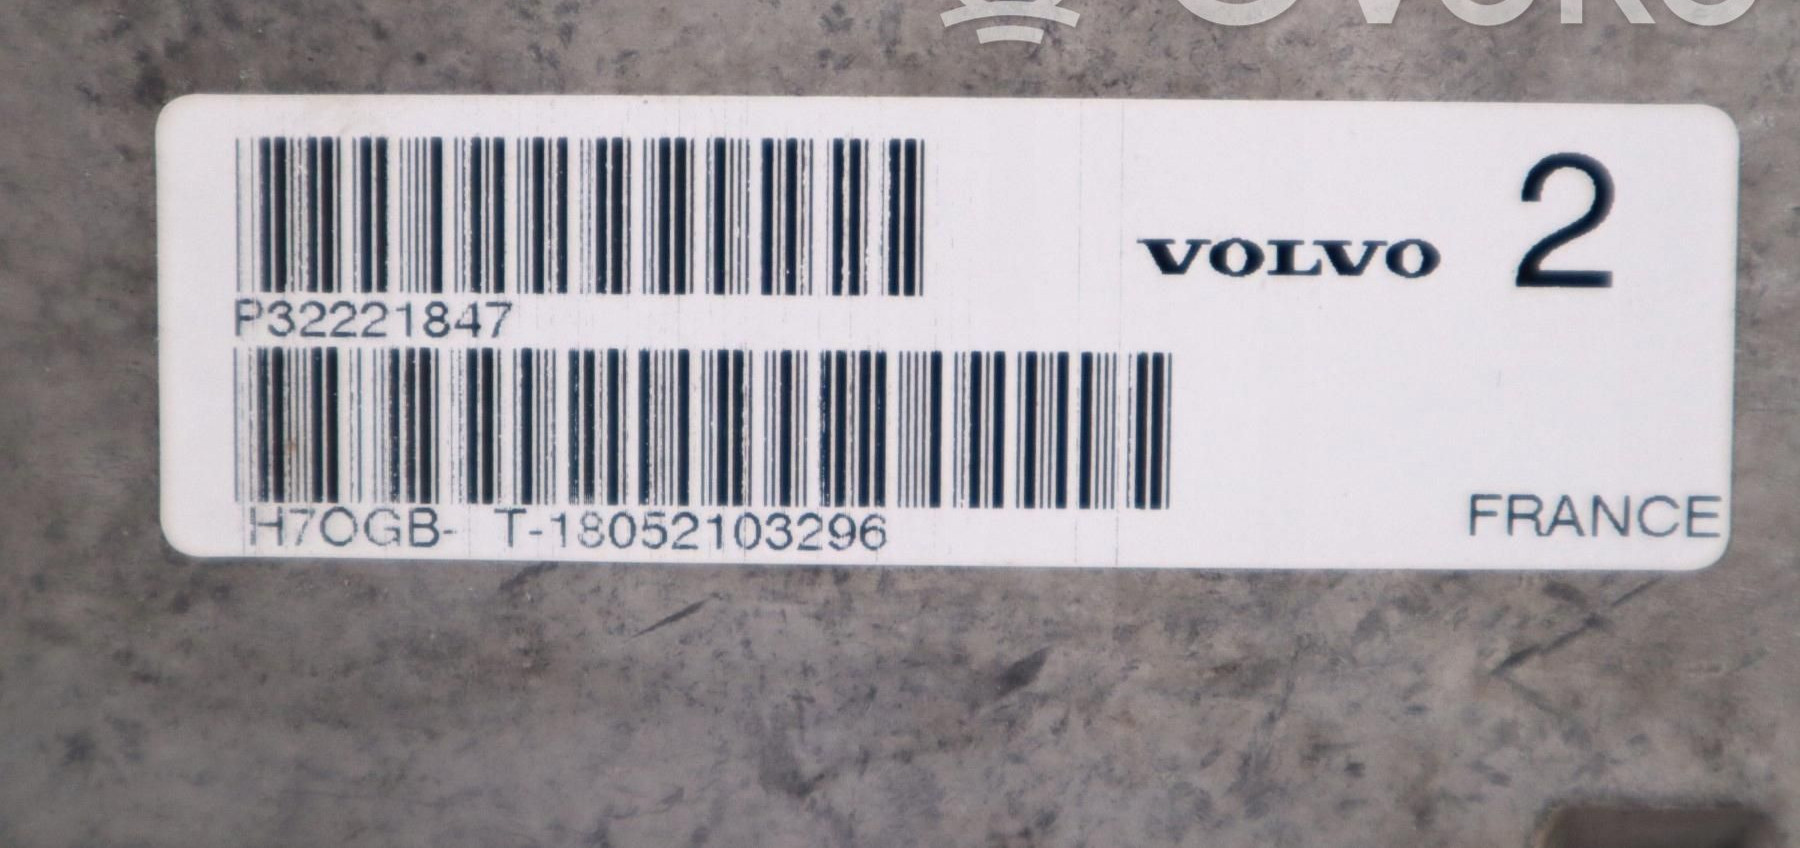 P32221847
VOLVO 2
H7OGB- T-18052103296
FRANCE